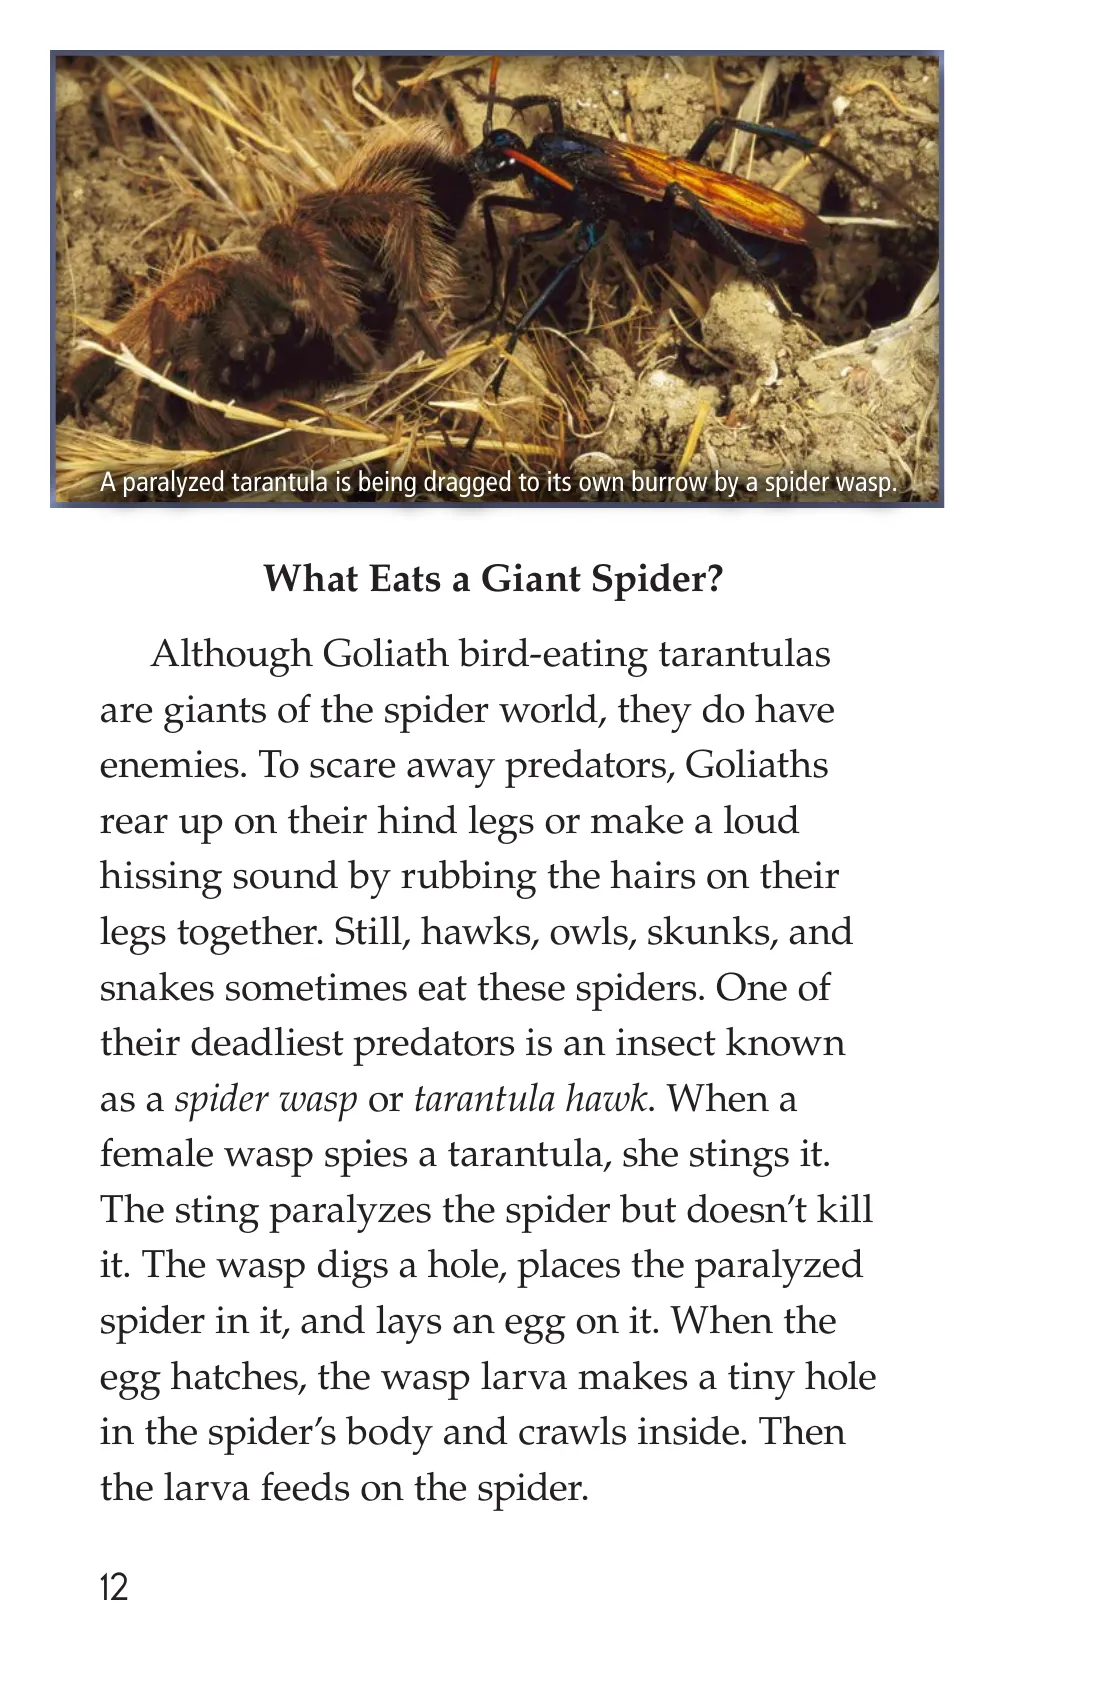 A paralyzed tarantula is being dragged to its own burrow by a spider wasp.
What Eats a Giant Spider?
Although Goliath bird-eating tarantulas
are giants of the spider world, they do have
enemies. To scare away predators, Goliaths
rear up on their hind legs or make a loud
hissing sound by rubbing the hairs on their
legs together. Still, hawks, owls, skunks, and
snakes sometimes eat these spiders. One of
their deadliest predators is an insect known
as a spider wasp or tarantula hawk. When a
female wasp spies a tarantula, she stings it.
The sting paralyzes the spider but doesn’t kill
it. The wasp digs a hole, places the paralyzed
spider in it, and lays an egg on it. When the
egg hatches, the wasp larva makes a tiny hole
in the spider’s body and crawls inside. Then
the larva feeds on the spider.
12